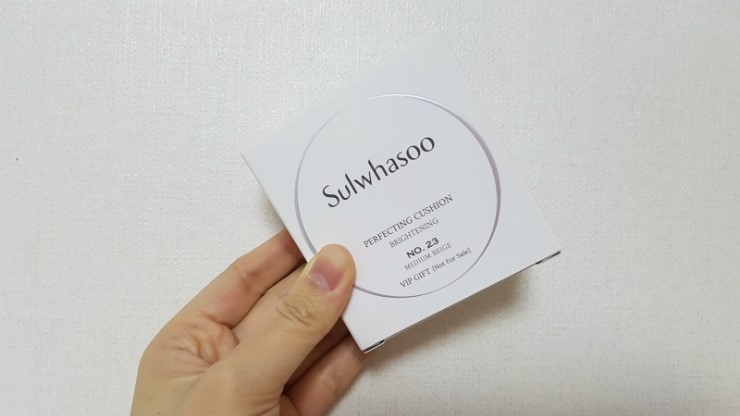 Sulwhasoo
PERFECTING CUSHION
BRIGHTENING
NO. 23
MEDIUM BEIGE
VIP GIFT [Not For Sale]